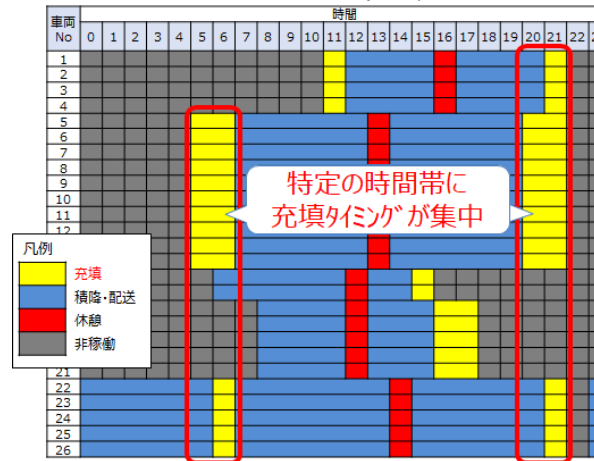 時間
車両
No 0 1 2 3 4 5 6 7 8 9 10 11 12 13 14 15 16 17 18 19 20 21 22
1
2
3
4
5
6
7
8
9
10
11
12
特定の時間帯に
充填タイミングが集中
凡例
充填
積降・配送
休憩
非稼働
21
22
23
24
25
26